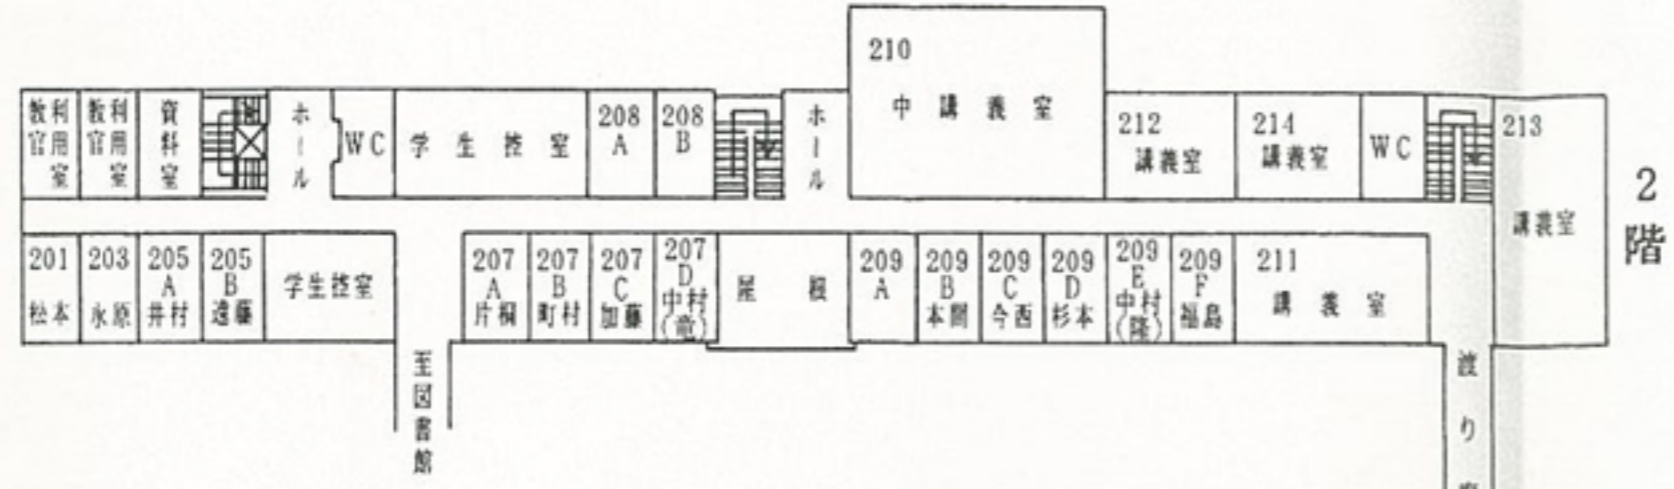 教官利用室
教官利用室
資料室
ホール
WC
学生控室
208
A
208
B
ホール
210
中講義室
212
講義室
214
講義室
WC
213
講義室
2階
201
松本
203
永原
205
A
井村
205
B
遠藤
学生控室
207
A
片桐
207
B
町村
207
C
加藤
207
D
中村
(竜)
屋根
209
A
209
B
本間
209
C
今西
209
D
杉本
209
E
中村
(隆)
209
F
福島
211
講義室
至図書館
渡り